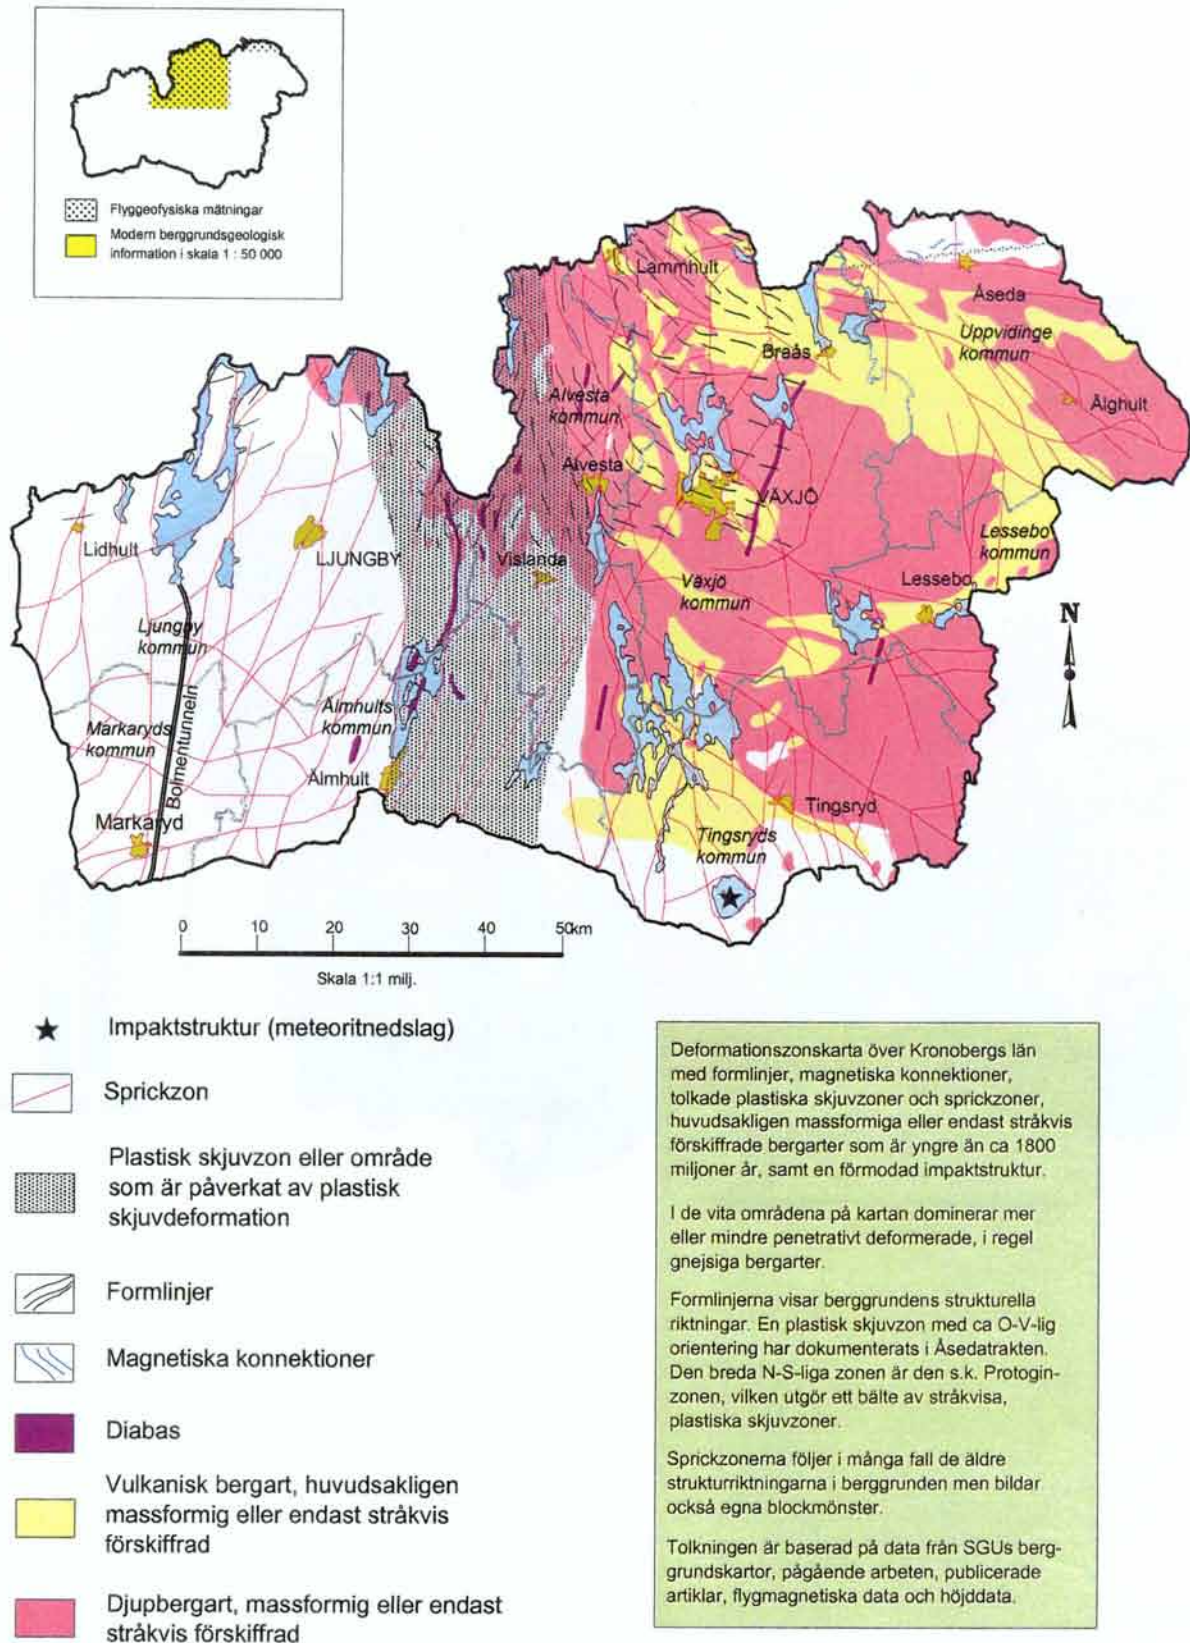 Flyggeofysiska mätningar
Modern berggrundsgeologisk
information i skala 1 : 50 000
Lammhult
Åseda
Uppvidinge
kommun
Braås
Alvesta
kommun
Älghult
Alvesta
VÄXJÖ
Lidhult
LJUNGBY
Vislanda
Lessebo
kommun
Växjö
kommun
Lessebo
N
Ljungby
kommun
Markaryds
kommun
Bolmentunneln
Älmhults
kommun
Älmhult
Markaryd
Tingsryd
Tingsryds
kommun
0 10 20 30 40 50km
Skala 1:1 milj.
Impaktstruktur (meteoritnedslag)
Sprickzon
Plastisk skjuvzon eller område
som är påverkat av plastisk
skjuvdeformation
Formlinjer
Magnetiska konnektioner
Diabas
Vulkanisk bergart, huvudsakligen
massformig eller endast stråkvis
förskiffrad
Djupbergart, massformig eller endast
stråkvis förskiffrad
Deformationszonskarta över Kronobergs län
med formlinjer, magnetiska konnektioner,
tolkade plastiska skjuvzoner och sprickzoner,
huvudsakligen massformiga eller endast stråkvis
förskiffrade bergarter som är yngre än ca 1800
miljoner år, samt en förmodad impaktstruktur.
I de vita områdena på kartan dominerar mer
eller mindre penetrativt deformerade, i regel
gnejsiga bergarter.
Formlinjerna visar berggrundens strukturella
riktningar. En plastisk skjuvzon med ca O-V-lig
orientering har dokumenterats i Åsedatrakten.
Den breda N-S-liga zonen är den s.k. Protogin-
zonen, vilken utgör ett bälte av stråkvisa,
plastiska skjuvzoner.
Sprickzonerna följer i många fall de äldre
strukturriktningarna i berggrunden men bildar
också egna blockmönster.
Tolkningen är baserad på data från SGUs berg-
grundskartor, pågående arbeten, publicerade
artiklar, flygmagnetiska data och höjddata.